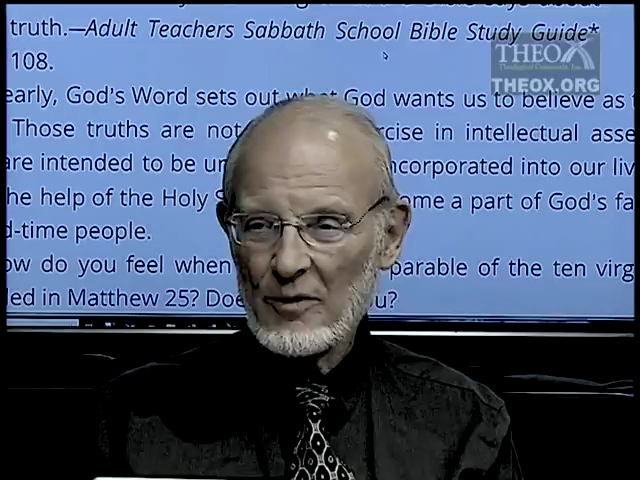 truth.—Adult Teachers Sabbath School Bible Study Guide*
108.
early, God's Word sets out what God wants us to believe as
Those truths are not rcise in intellectual asse
are intended to be un ncorporated into our liv
he help of the Holy S ome a part of God's fa
d-time people.
ow do you feel when parable of the ten virg
led in Matthew 25? Doe u?
THEOX
THEOX.ORG